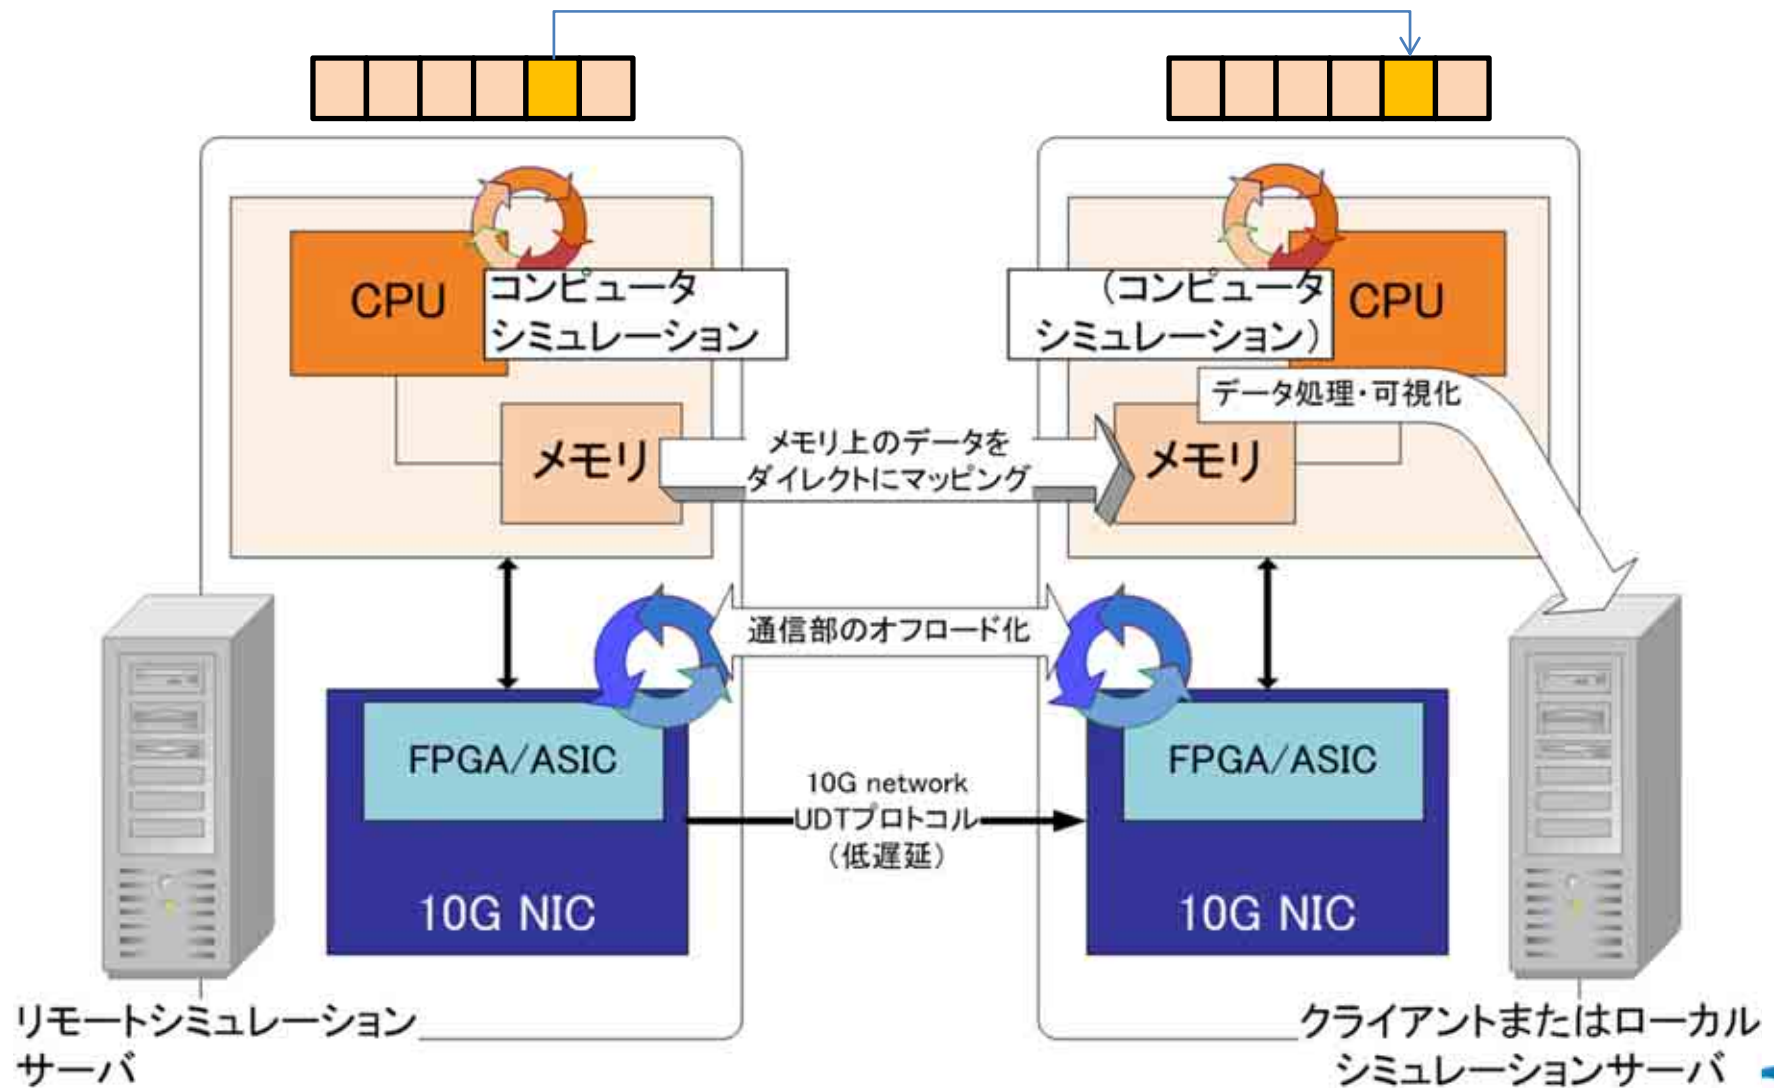 CPU
コンピュータ
シミュレーション
メモリ
(コンピュータ
シミュレーション)
CPU
データ処理・可視化
メモリ
メモリ上のデータを
ダイレクトにマッピング
通信部のオフロード化
FPGA/ASIC
10G NIC
10G network
UDTプロトコル
(低遅延)
FPGA/ASIC
10G NIC
リモートシミュレーション
サーバ
クライアントまたはローカル
シミュレーションサーバ